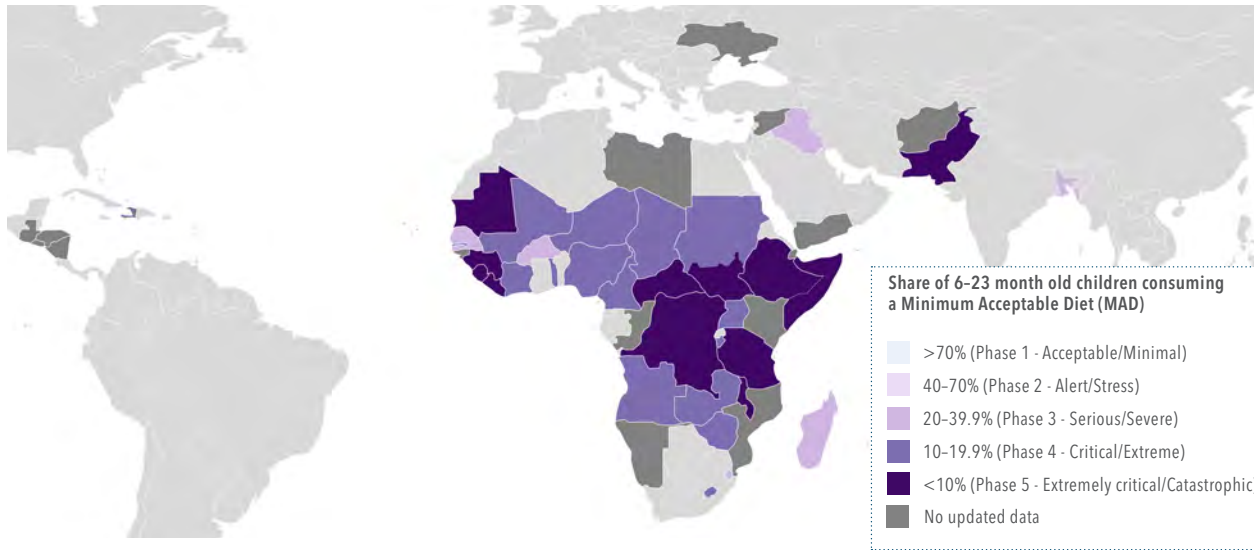 Share of 6–23 month old children consuming
a Minimum Acceptable Diet (MAD)
>70% (Phase 1 - Acceptable/Minimal)
40–70% (Phase 2 - Alert/Stress)
20–39.9% (Phase 3 - Serious/Severe)
10–19.9% (Phase 4 - Critical/Extreme)
<10% (Phase 5 - Extremely critical/Catastrophic
No updated data